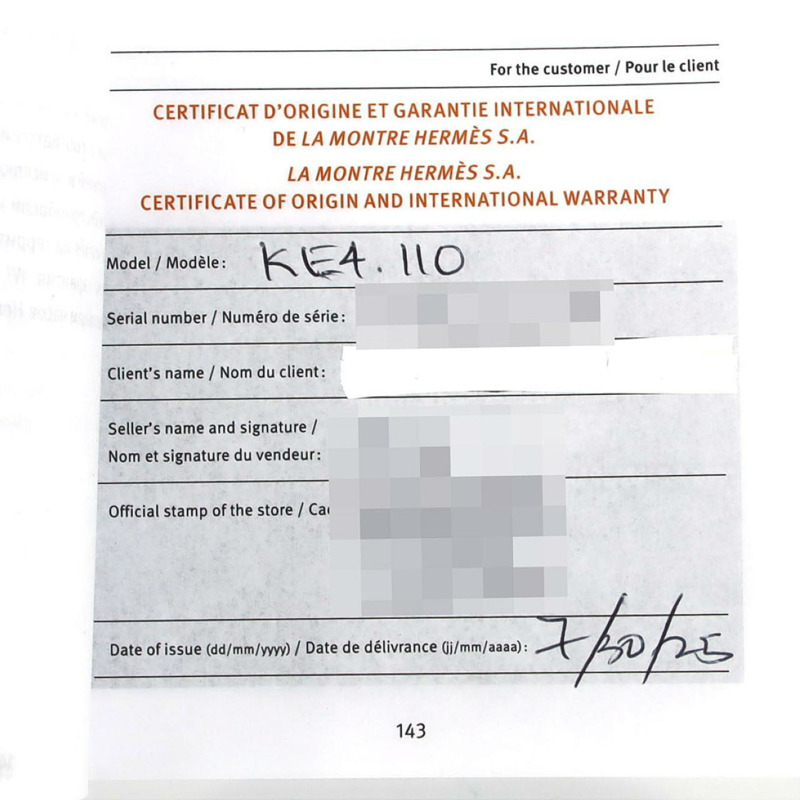 For the customer / Pour le client
CERTIFICAT D'ORIGINE ET GARANTIE INTERNATIONALE
DE LA MONTRE HERMÈS S.A.
LA MONTRE HERMÈS S.A.
CERTIFICATE OF ORIGIN AND INTERNATIONAL WARRANTY
Model / Modèle: KE4.110
Serial number / Numéro de série:
Client's name / Nom du client:
Seller's name and signature /
Nom et signature du vendeur:
Official stamp of the store /
Date of issue (dd/mm/yyyy) / Date de délivrance (jj/mm/aaaa): 7/30/25
143